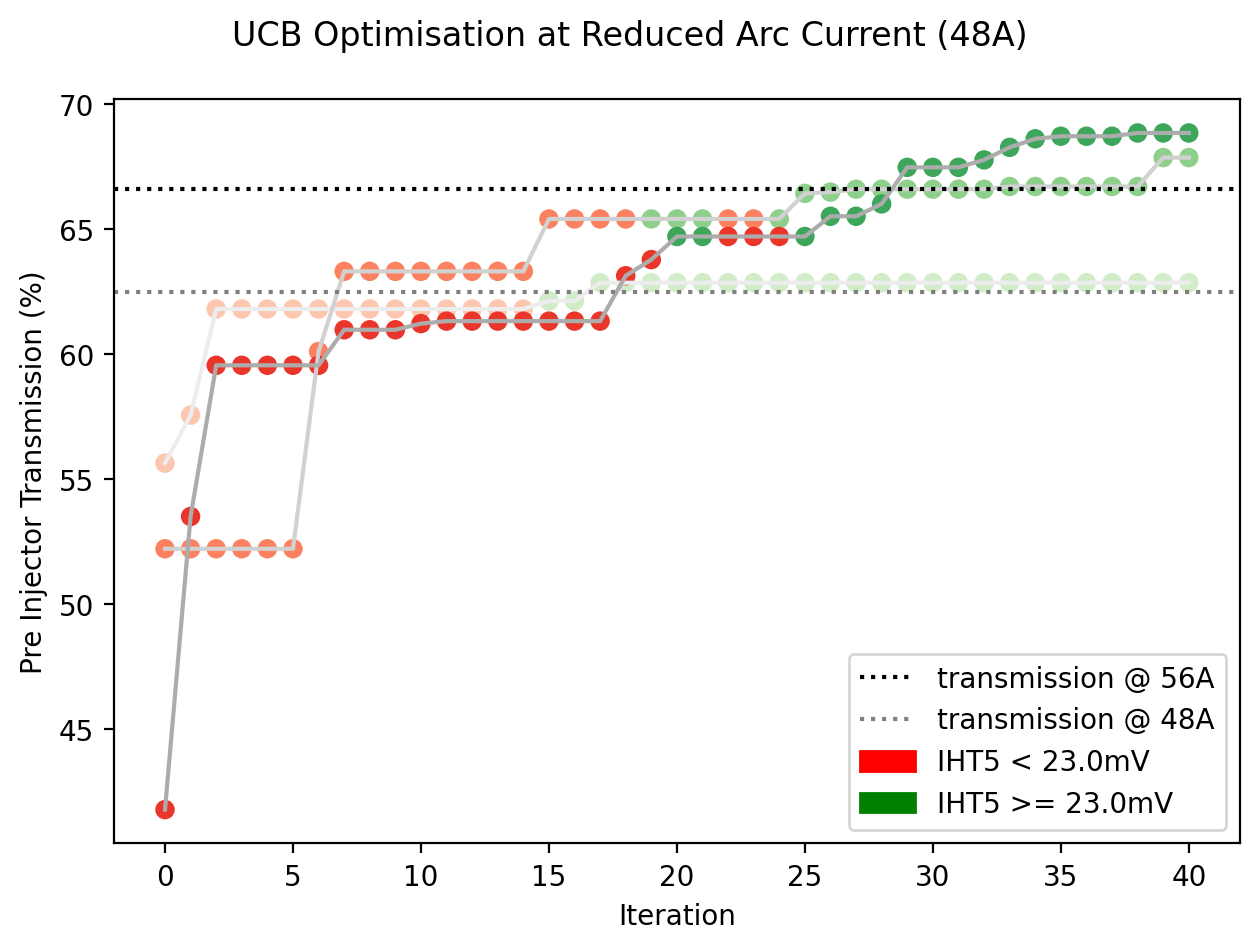 UCB Optimisation at Reduced Arc Current (48A)
Pre Injector Transmission (%)
70
65
60
55
50
45
transmission @ 56A
transmission @ 48A
IHT5 < 23.0mV
IHT5 >= 23.0mV
0 5 10 15 20 25 30 35 40
Iteration